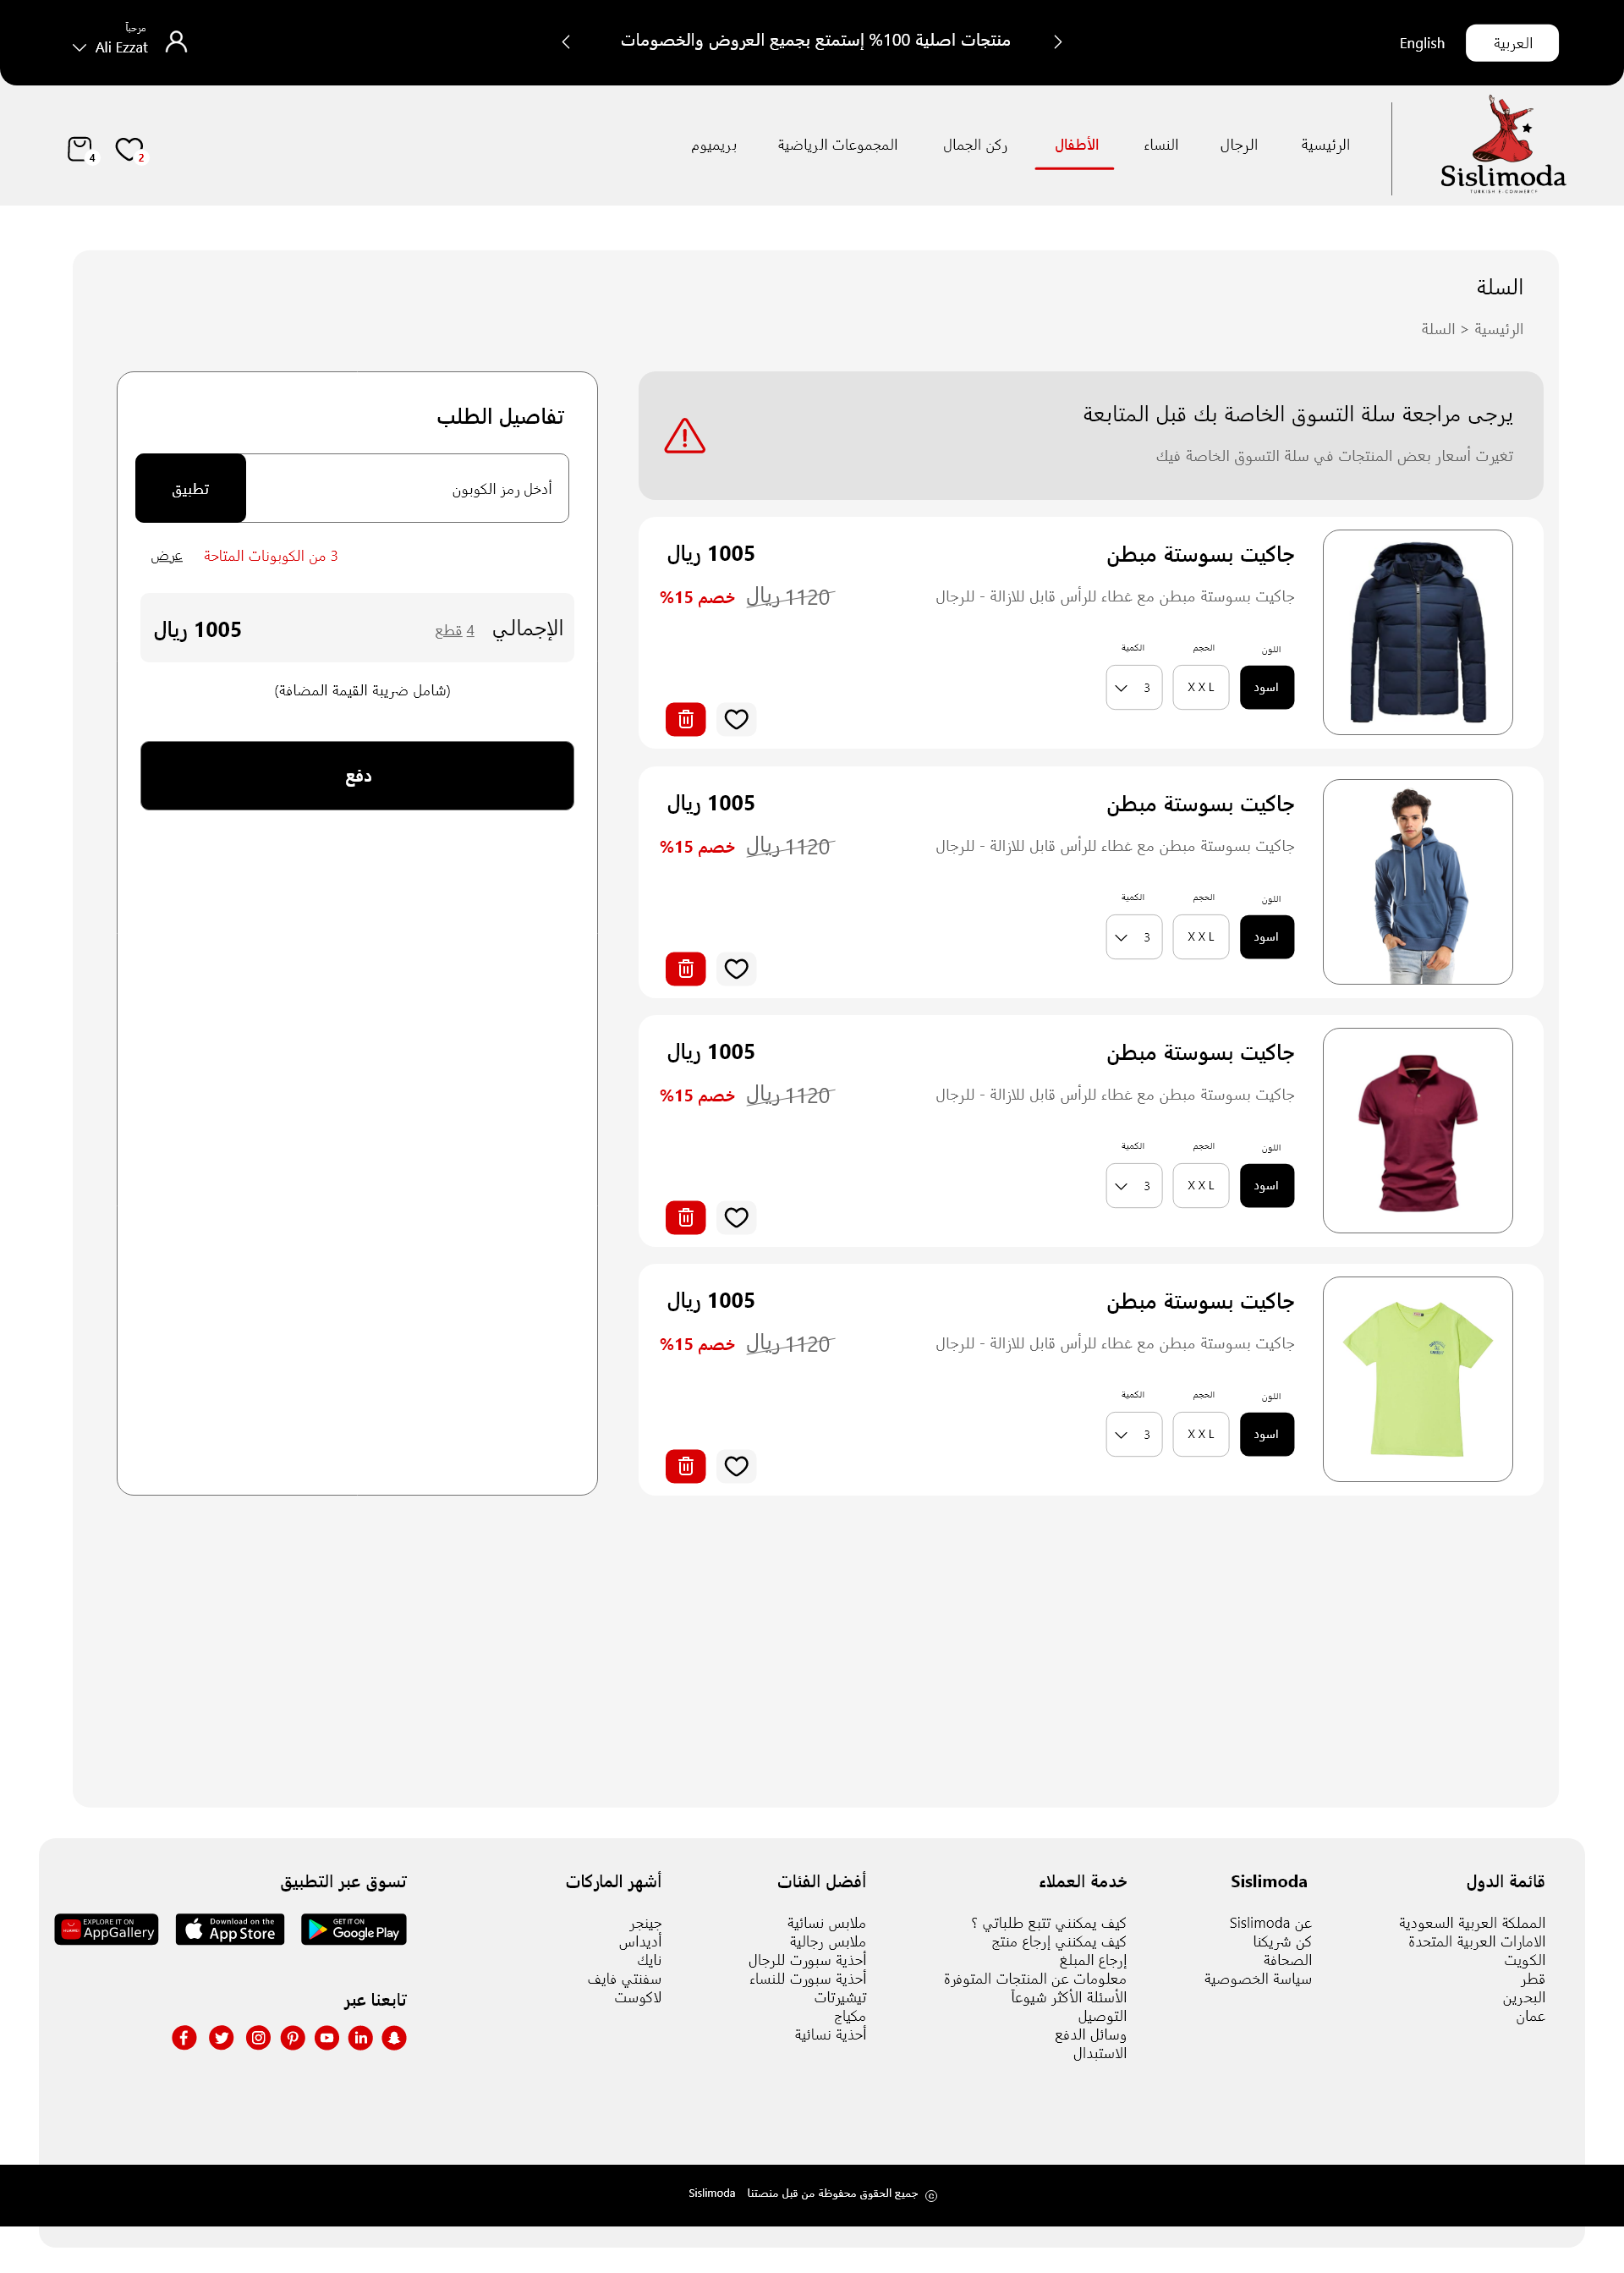 العربية
English
منتجات اصلية 100% إستمتع بجميع العروض والخصومات
مرحباً
Ali Ezzat
Sislimoda
TURKISH E-COMMERCY
الرئيسية
الرجال
النساء
الأطفال
ركن الجمال
المجموعات الرياضية
بريميوم
2
4
السلة
الرئيسية > السلة
يرجى مراجعة سلة التسوق الخاصة بك قبل المتابعة
تغيرت أسعار بعض المنتجات في سلة التسوق الخاصة فيك
جاكيت بسوستة مبطن
1005 ريال
جاكيت بسوستة مبطن مع غطاء للرأس قابل للازالة - للرجال
1120 ريال
خصم 15%
اللون
الحجم
الكمية
اسود
X X L
3
جاكيت بسوستة مبطن
1005 ريال
جاكيت بسوستة مبطن مع غطاء للرأس قابل للازالة - للرجال
1120 ريال
خصم 15%
اللون
الحجم
الكمية
اسود
X X L
3
جاكيت بسوستة مبطن
1005 ريال
جاكيت بسوستة مبطن مع غطاء للرأس قابل للازالة - للرجال
1120 ريال
خصم 15%
اللون
الحجم
الكمية
اسود
X X L
3
جاكيت بسوستة مبطن
1005 ريال
جاكيت بسوستة مبطن مع غطاء للرأس قابل للازالة - للرجال
1120 ريال
خصم 15%
اللون
الحجم
الكمية
اسود
X X L
3
تفاصيل الطلب
أدخل رمز الكوبون
تطبيق
3 من الكوبونات المتاحة
عرض
الإجمالي
4 قطع
1005 ريال
(شامل ضريبة القيمة المضافة)
دفع
قائمة الدول
المملكة العربية السعودية
الامارات العربية المتحدة
الكويت
قطر
البحرين
عمان
Sislimoda
عن Sislimoda
كن شريكنا
الصحافة
سياسة الخصوصية
خدمة العملاء
كيف يمكنني تتبع طلباتي ؟
كيف يمكنني إرجاع منتج
إرجاع المبلغ
معلومات عن المنتجات المتوفرة
الأسئلة الأكثر شيوعاً
التوصيل
وسائل الدفع
الاستبدال
أفضل الفئات
ملابس نسائية
ملابس رجالية
أحذية سبورت للرجال
أحذية سبورت للنساء
تيشيرتات
مكياج
أحذية نسائية
أشهر الماركات
جينجر
أديداس
نايك
سفنتي فايف
لاكوست
تسوق عبر التطبيق
GET IT ON
Google Play
Download on the
App Store
EXPLORE IT ON
AppGallery
تابعنا عبر
© جميع الحقوق محفوظة من قبل منصتنا Sislimoda